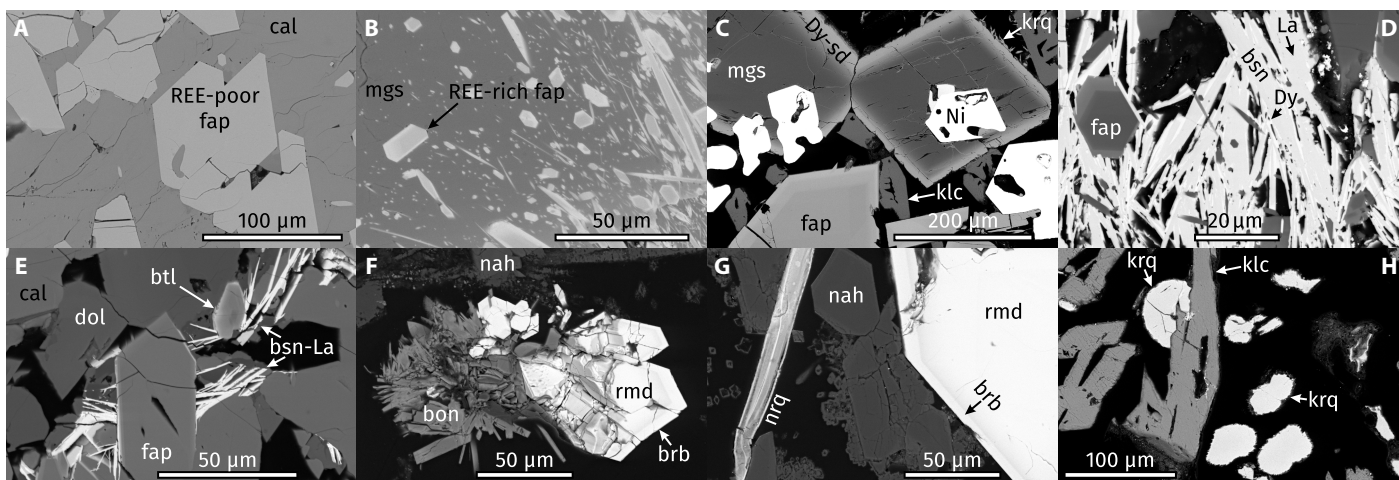 A
cal
REE-poor
fap
100 µm
B
mgs
REE-rich fap
50 µm
C
Dy-sd
krq
mgs
Ni
klc
fap
200 µm
D
La
bsn
Dy
fap
20 µm
E
btl
cal
dol
bsn-La
fap
50 µm
F
nah
rmd
bon
brb
50 µm
G
nah
rmd
nrq
brb
50 µm
H
krq
klc
krq
100 µm